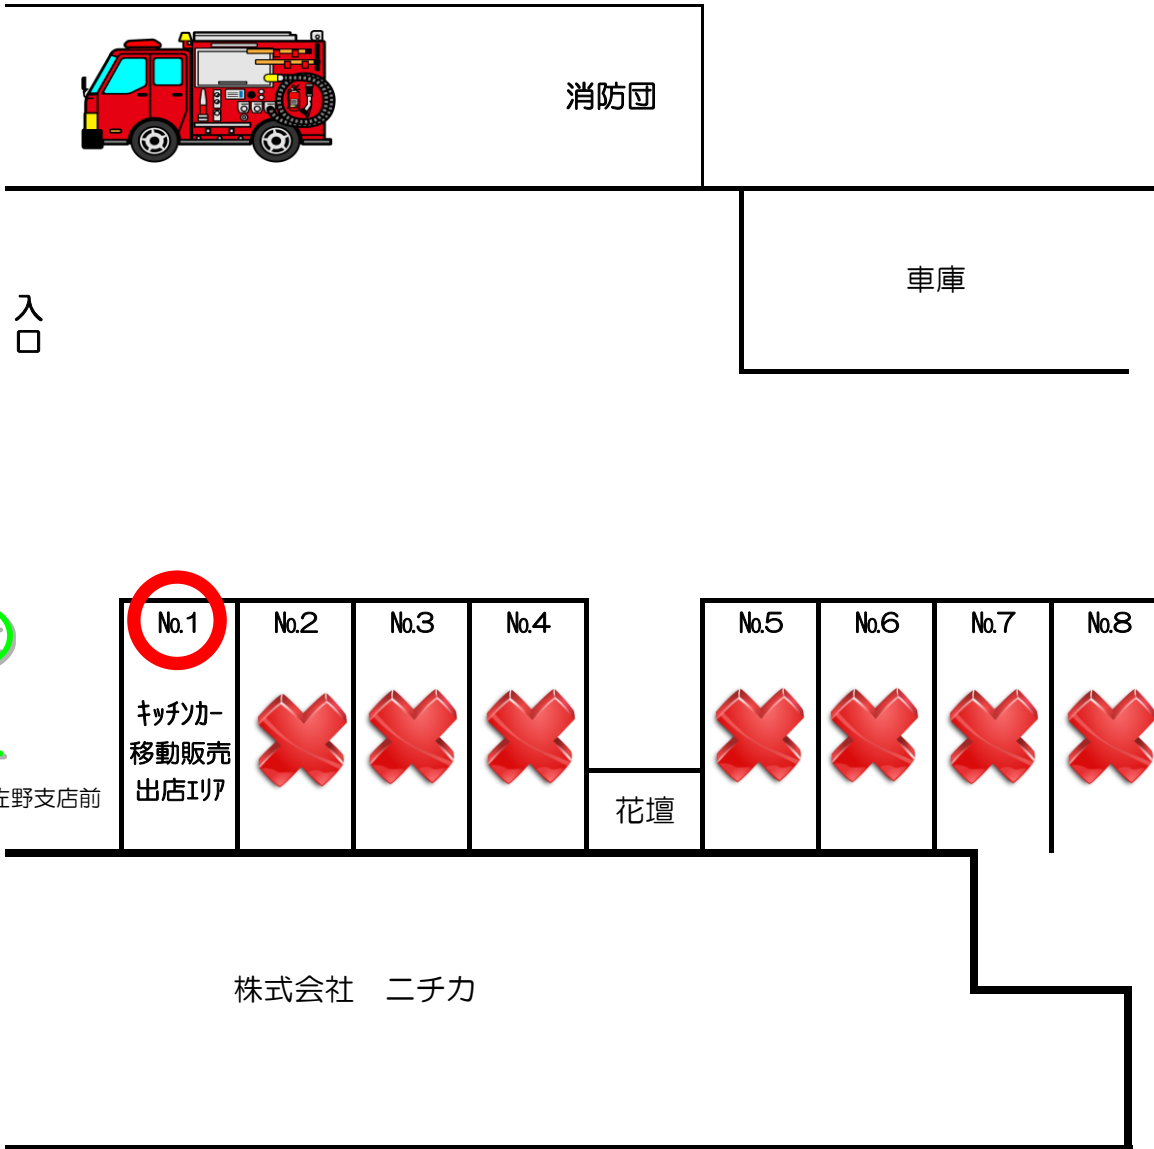 消防団
車庫
入
口
№.1
№.2
№.3
№.4
№.5
№.6
№.7
№.8
ｷｯﾁﾝｶｰ
移動販売
出店ｴﾘｱ
佐野支店前
花壇
株式会社　ニチカ